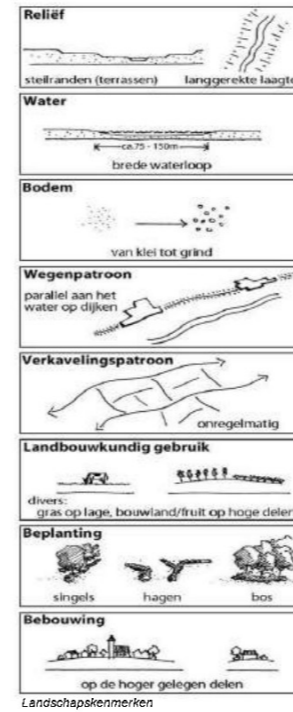 Reliëf
steilranden (terrassen) langgerekte laagte
Water
ca.75 - 150m
brede waterloop
Bodem
van klei tot grind
Wegenpatroon
parallel aan het
water op dijken
Verkavelingspatroon
onregelmatig
Landbouwkundig gebruik
divers:
gras op lage, bouwland/fruit op hoge delen
Beplanting
singels hagen bos
Bebouwing
op de hoger gelegen delen
Landschapskenmerken